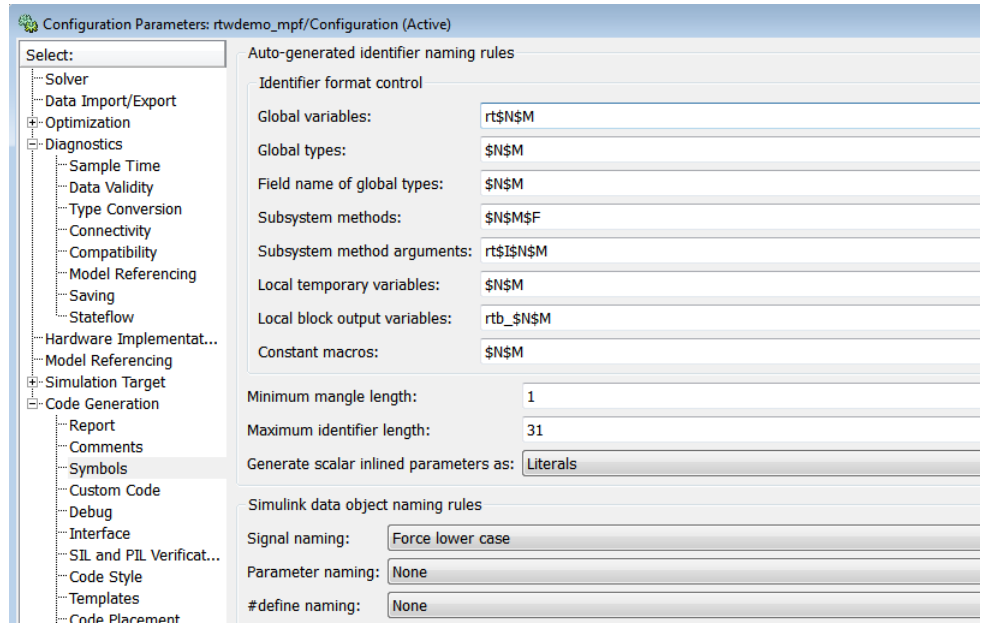 Configuration Parameters: rtwdemo_mpf/Configuration (Active)
Select:
Solver
Data Import/Export
Optimization
Diagnostics
Sample Time
Data Validity
Type Conversion
Connectivity
Compatibility
Model Referencing
Saving
Stateflow
Hardware Implementat...
Model Referencing
Simulation Target
Code Generation
Report
Comments
Symbols
Custom Code
Debug
Interface
SIL and PIL Verificat...
Code Style
Templates
Code Placement
Auto-generated identifier naming rules
Identifier format control
Global variables: rt$N$M
Global types: $N$M
Field name of global types: $N$M
Subsystem methods: $N$M$F
Subsystem method arguments: rt$I$N$M
Local temporary variables: $N$M
Local block output variables: rtb_$N$M
Constant macros: $N$M
Minimum mangle length: 1
Maximum identifier length: 31
Generate scalar inlined parameters as: Literals
Simulink data object naming rules
Signal naming: Force lower case
Parameter naming: None
#define naming: None